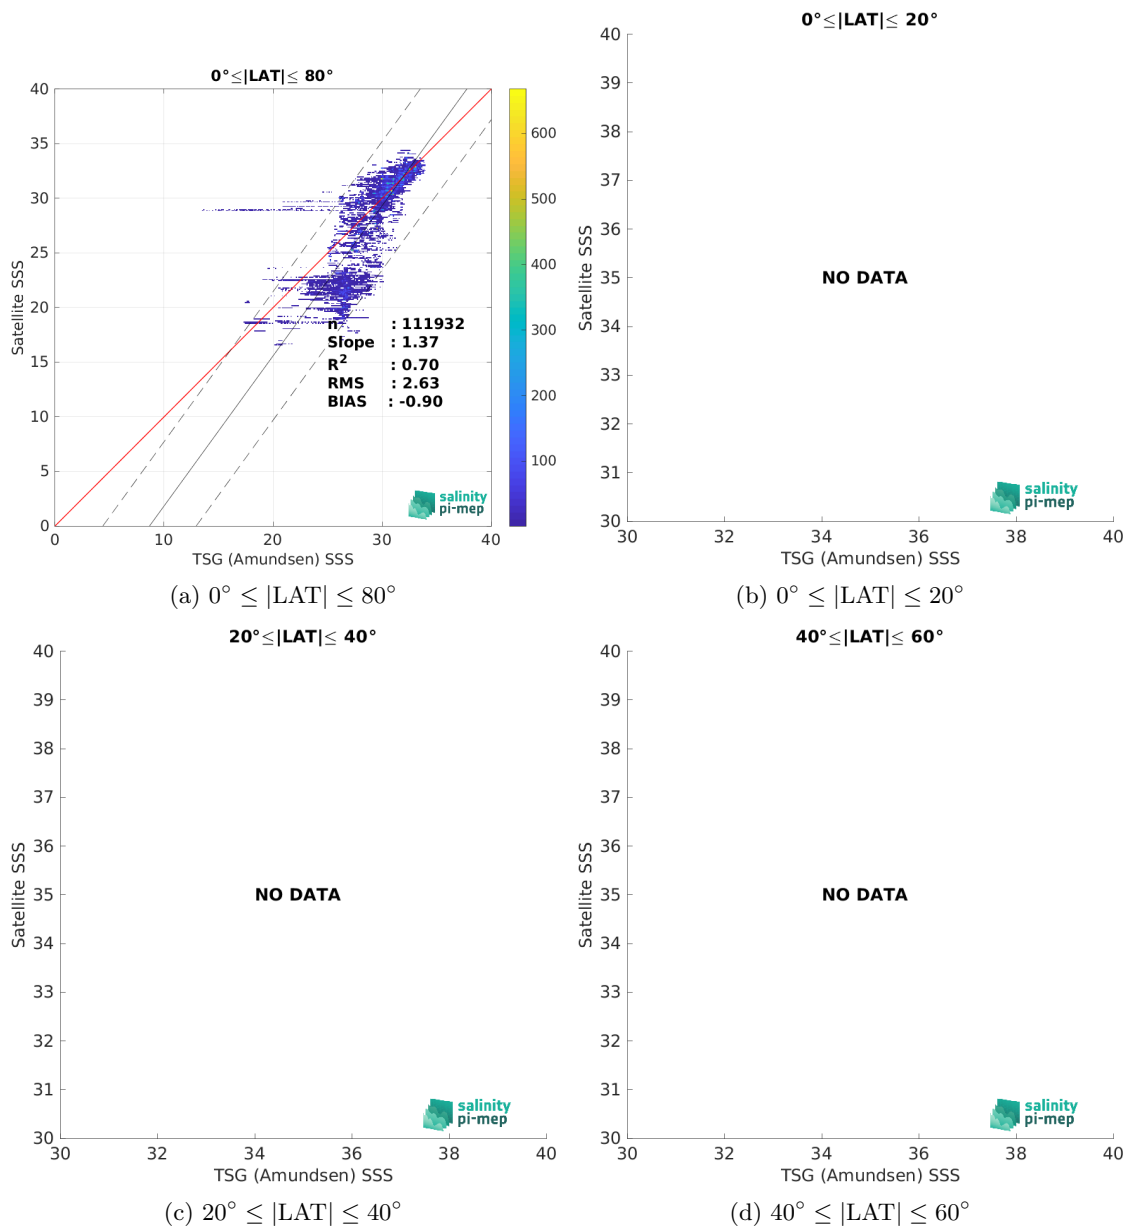 0°≤|LAT|≤ 80°
40
35
30
25
20
15
10
5
0
Satellite SSS
0
10
20
30
40
TSG (Amundsen) SSS
600
500
400
300
200
100
n : 111932
Slope : 1.37
R² : 0.70
RMS : 2.63
BIAS : -0.90
salinity
pi-mep
(a) 0° ≤ |LAT| ≤ 80°
0°≤|LAT|≤ 20°
40
39
38
37
36
35
34
33
32
31
30
Satellite SSS
NO DATA
30
32
34
36
38
40
TSG (Amundsen) SSS
salinity
pi-mep
(b) 0° ≤ |LAT| ≤ 20°
20°≤|LAT|≤ 40°
40
39
38
37
36
35
34
33
32
31
30
Satellite SSS
NO DATA
30
32
34
36
38
40
TSG (Amundsen) SSS
salinity
pi-mep
(c) 20° ≤ |LAT| ≤ 40°
40°≤|LAT|≤ 60°
40
39
38
37
36
35
34
33
32
31
30
Satellite SSS
NO DATA
30
32
34
36
38
40
TSG (Amundsen) SSS
salinity
pi-mep
(d) 40° ≤ |LAT| ≤ 60°